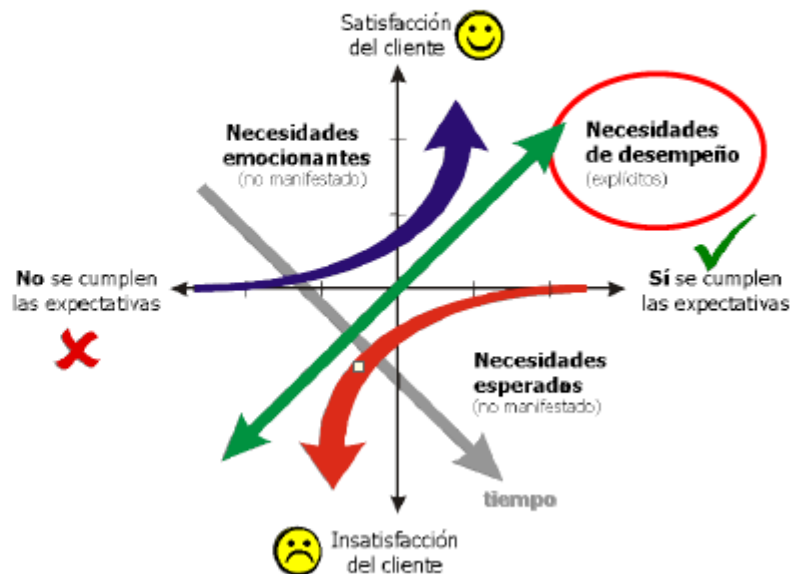 Satisfacción
del cliente
Necesidades
emocionantes
(no manifestado)
Necesidades
de desempeño
(explícitos)
No se cumplen
las expectativas
Sí se cumplen
las expectativas
Necesidades
esperados
(no manifestado)
tiempo
Insatisfacción
del cliente